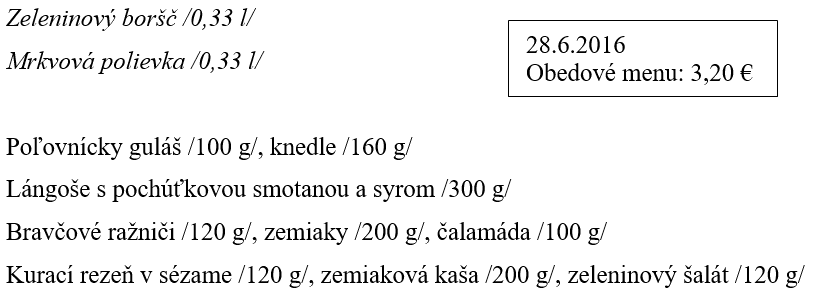 Zeleninový boršč /0,33 l/
Mrkvová polievka /0,33 l/
28.6.2016
Obedové menu: 3,20 €
Poľovnícky guláš /100 g/, knedle /160 g/
Lángoše s pochúťkovou smotanou a syrom /300 g/
Bravčové ražniči /120 g/, zemiaky /200 g/, čalamáda /100 g/
Kurací rezeň v sézame /120 g/, zemiaková kaša /200 g/, zeleninový šalát /120 g/